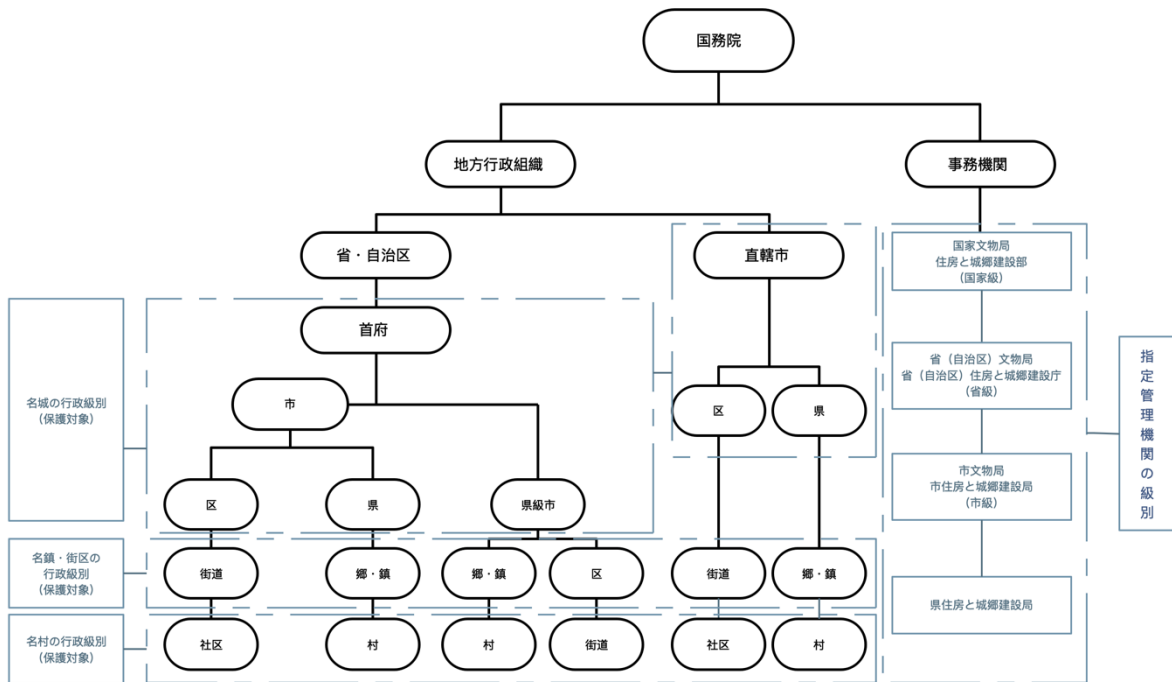 国務院
地方行政組織
事務機関
省・自治区
直轄市
国家文物局
住房と城郷建設部
(国家級)
首府
名城の行政級別
(保護対象)
市
区
県
省（自治区）文物局
省（自治区）住房と城郷建設庁
(省級)
指定管理機関の級別
区
県
県級市
市文物局
市住房と城郷建設局
(市級)
名鎮・街区の
行政級別
(保護対象)
街道
郷・鎮
郷・鎮
区
街道
郷・鎮
県住房と城郷建設局
名村の行政級別
(保護対象)
社区
村
村
街道
社区
村